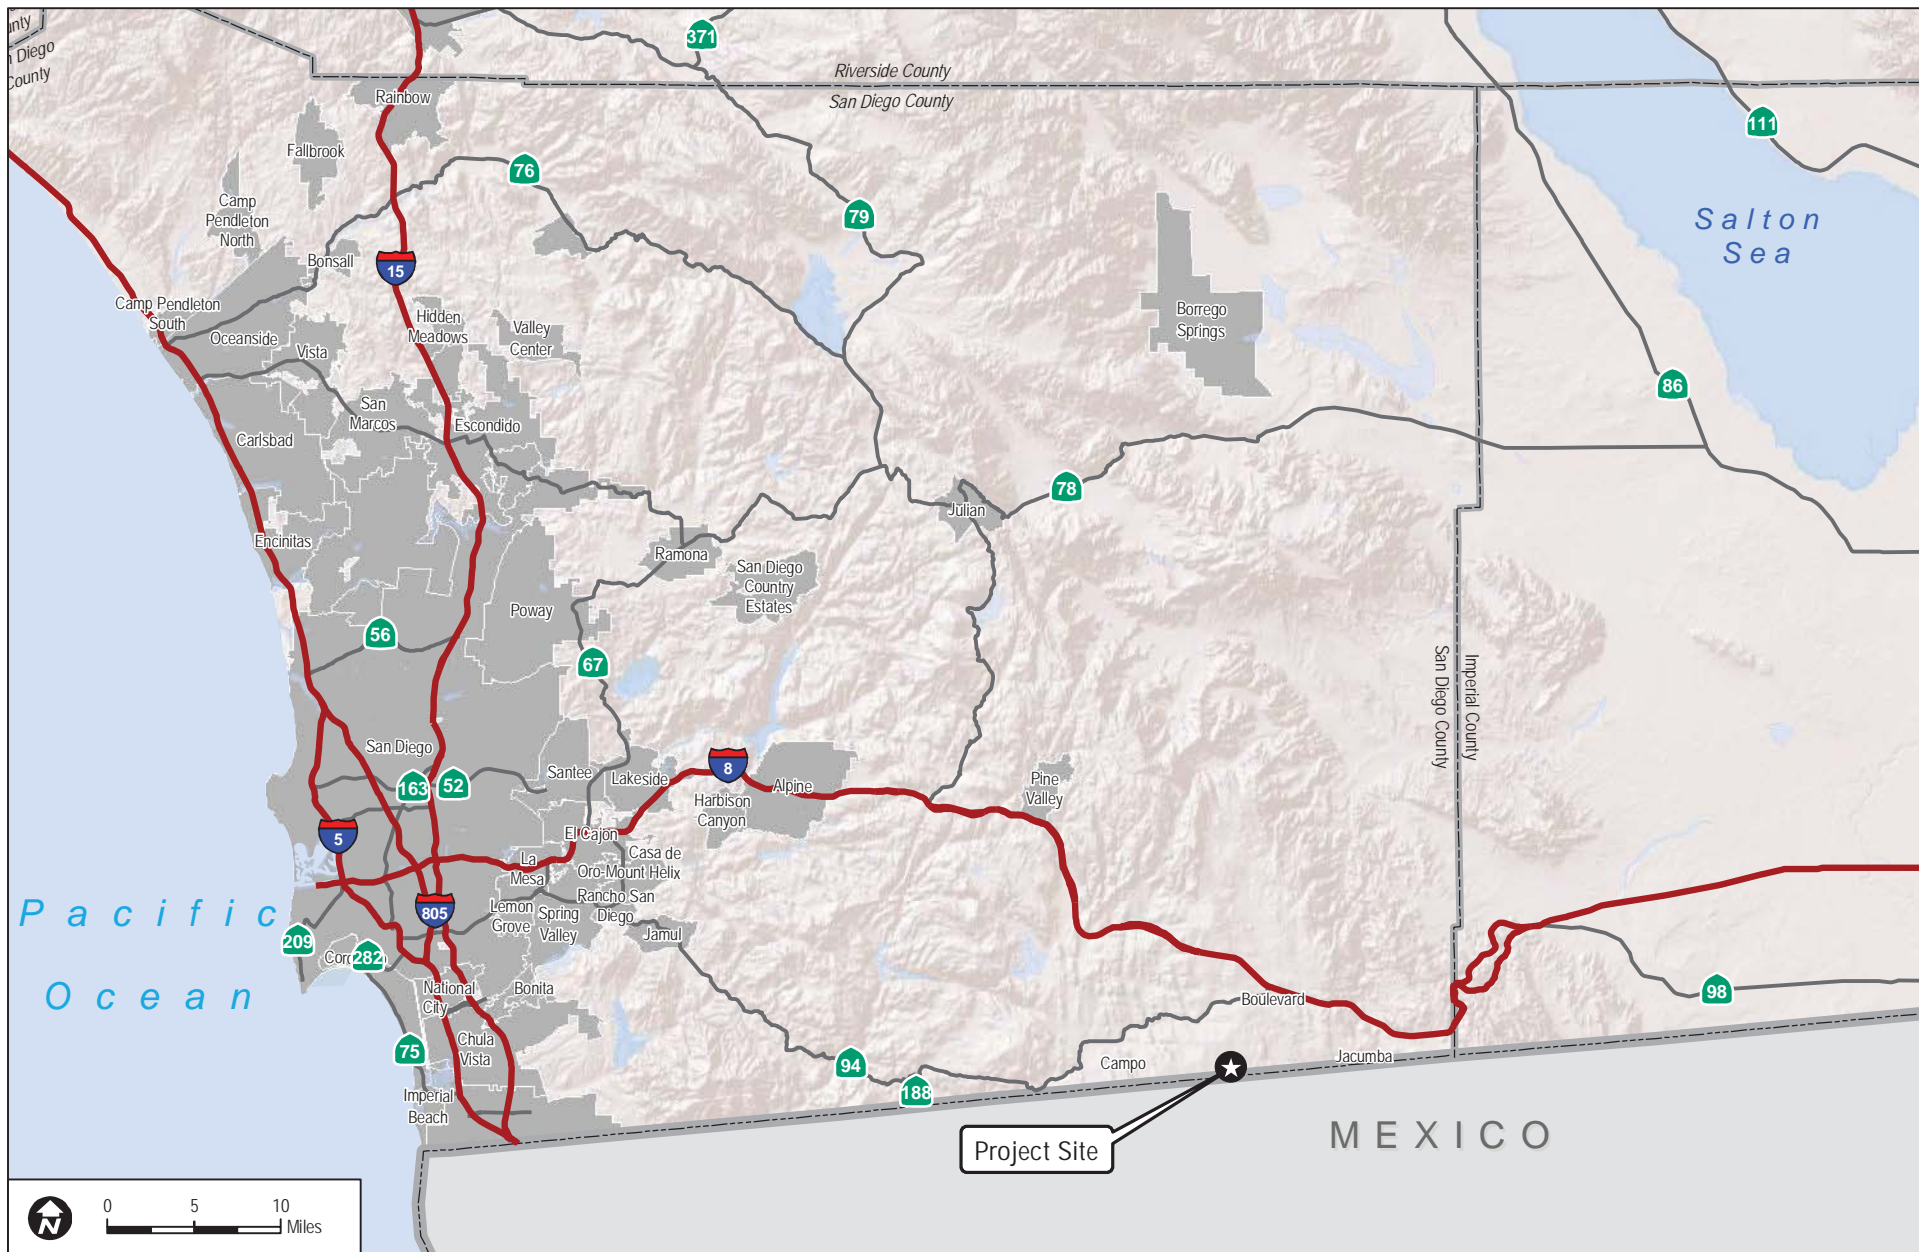 unty
n Diego
County
371
Riverside County
San Diego County
111
Rainbow
Fallbrook
76
Camp
Pendleton
North
79
Salton
Sea
Bonsall
15
Camp Pendleton
South
Oceanside
Hidden
Meadows
Valley
Center
Vista
Borrego
Springs
86
San
Marcos
Escondido
Carlsbad
78
Julian
Encinitas
Ramona
San Diego
Country
Estates
Poway
56
67
San Diego County
Imperial County
San Diego
163
52
Santee
Lakeside
8
Alpine
Harbison
Canyon
Pine
Valley
5
El Cajon
La
Mesa
Casa de
Oro-Mount Helix
Rancho San
Diego
805
Lemon
Grove
Spring
Valley
Jamul
Pacific
Ocean
209
282
National
City
Bonita
Boulevard
98
75
Chula
Vista
94
188
Campo
Jacumba
Imperial
Beach
Project Site
MEXICO
N
0 5 10
Miles